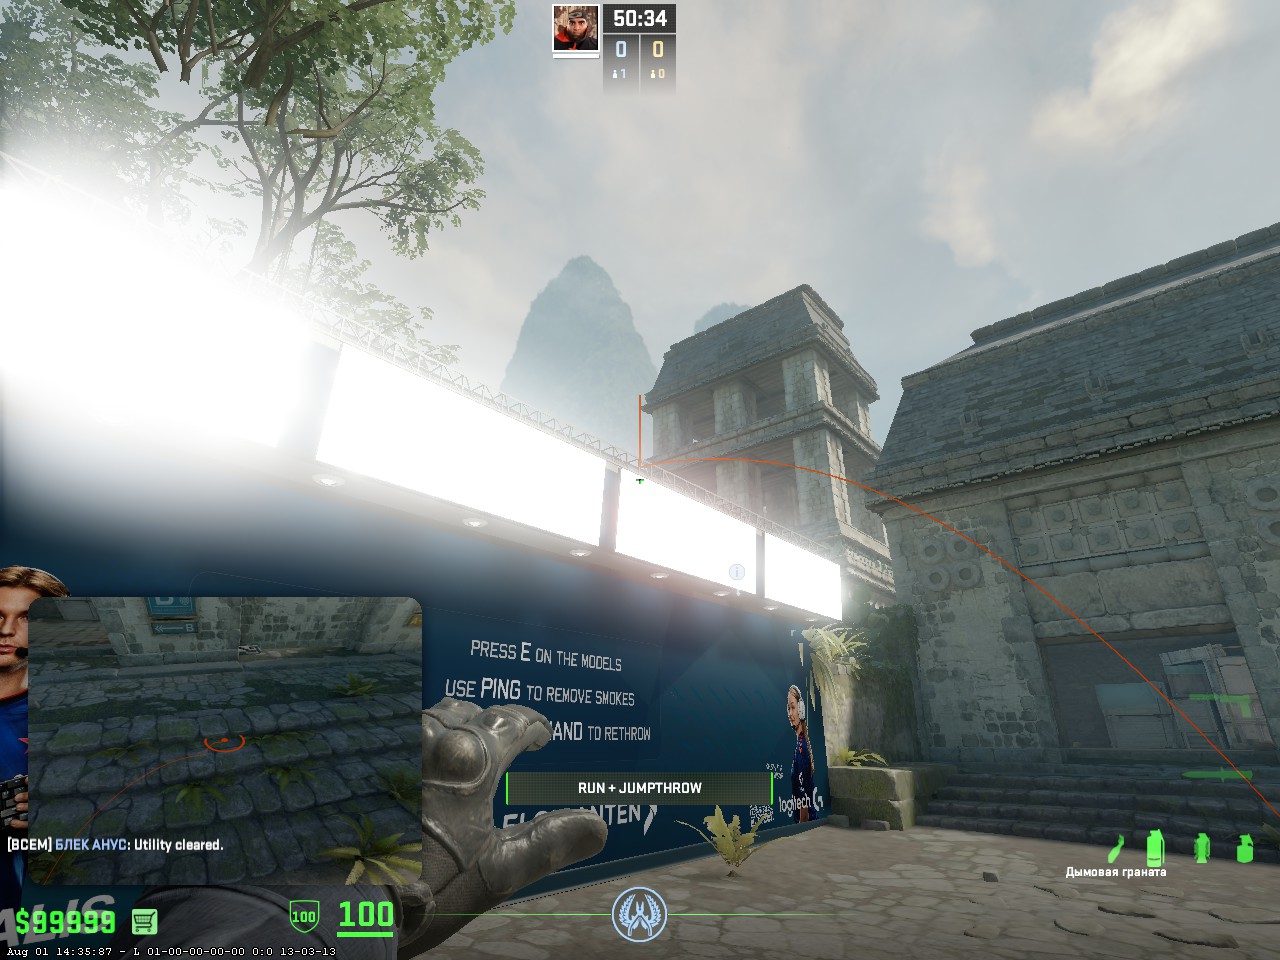 50:34
0 0
1 0
PRESS E ON THE MODELS
USE PING TO REMOVE SMOKES
AND TO RETHROW
RUN + JUMPTHROW
logitech G
[ВСЕМ] БЛЕК АНУС: Utility cleared.
Дымовая граната
$99999
100
100
Aug 01 14:35:87 - L 01-00-00-00-00 0:0 13-03-13